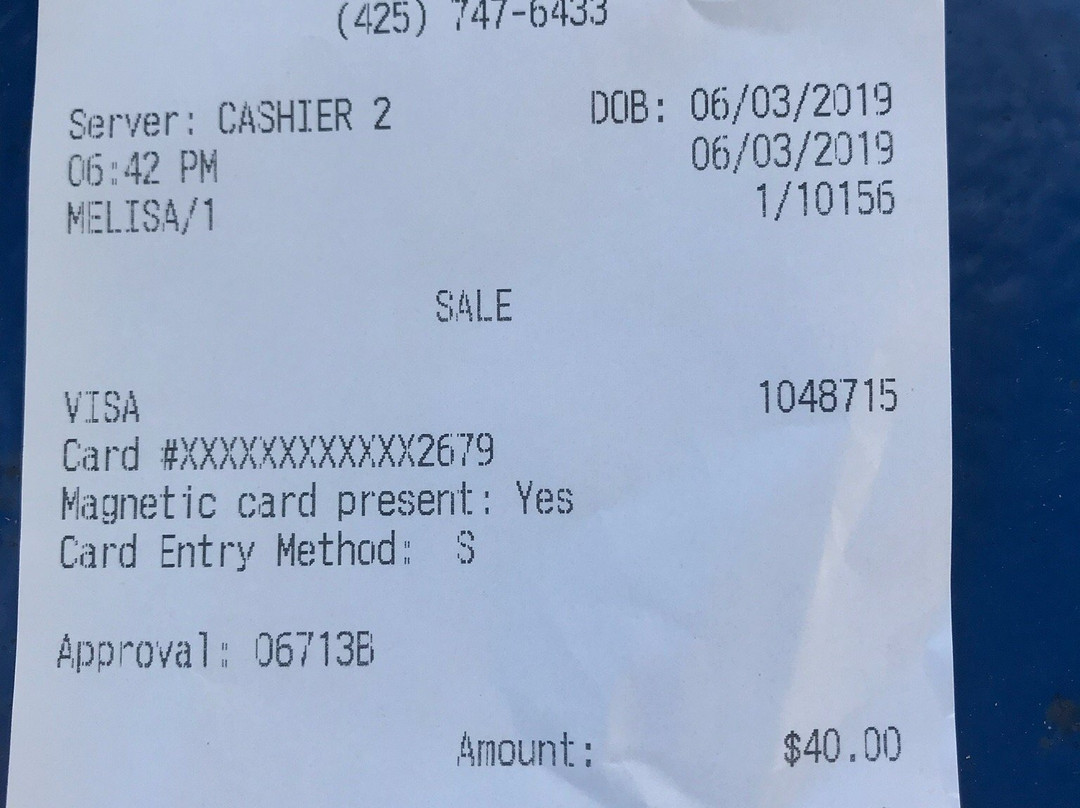 (425) 747-6433
Server: CASHIER 2 DOB: 06/03/2019
06:42 PM 06/03/2019
MELISA/1 1/10156
SALE
VISA 1048715
Card #XXXXXXXXXXXX2679
Magnetic card present: Yes
Card Entry Method: S
Approval: 06713B
Amount: $40.00